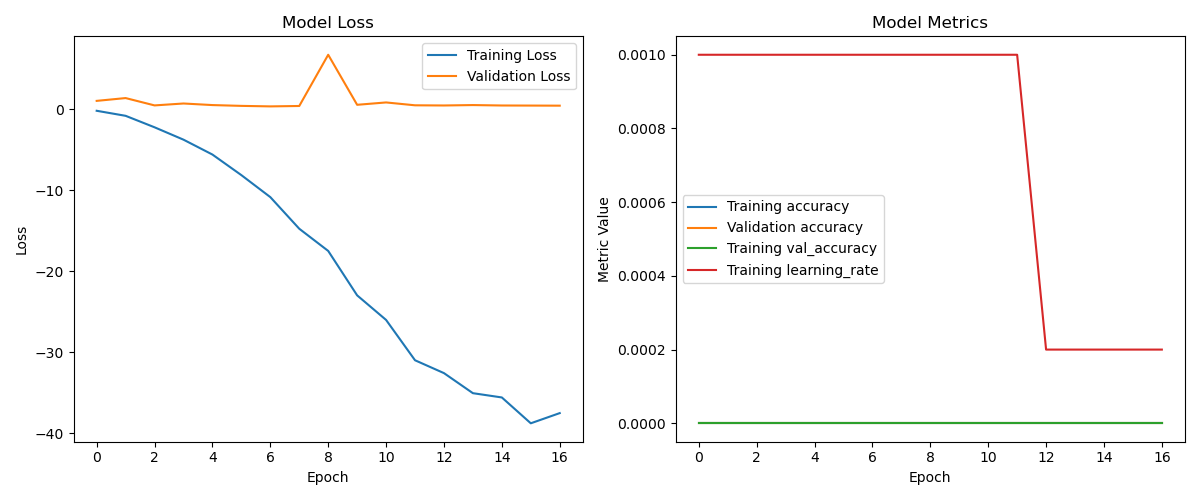 Model Loss
Training Loss
Validation Loss
0
−10
−20
−30
−40
Loss
0 2 4 6 8 10 12 14 16
Epoch
Model Metrics
0.0010
0.0008
0.0006
0.0004
0.0002
0.0000
Metric Value
Training accuracy
Validation accuracy
Training val_accuracy
Training learning_rate
0 2 4 6 8 10 12 14 16
Epoch